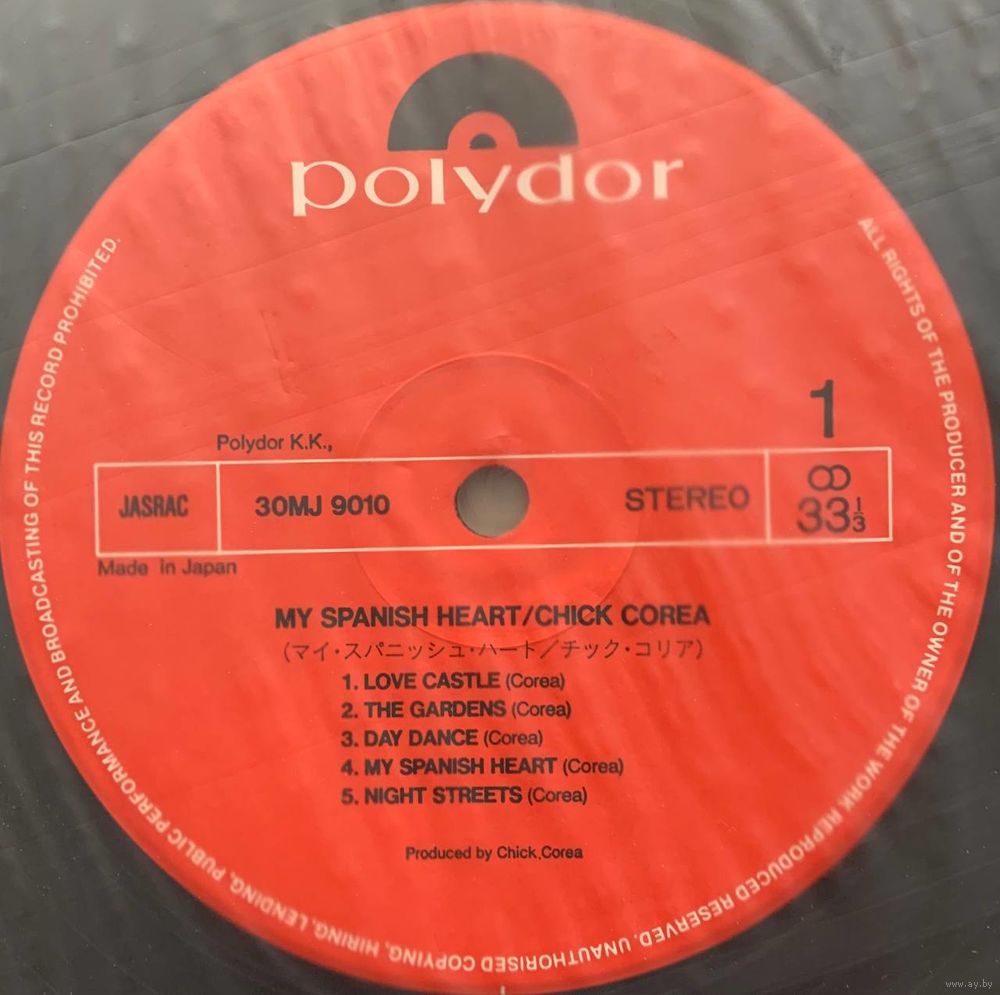 polydor
ALL RIGHTS OF THE PRODUCER AND OF THE OWNER OF THE WORK REPRODUCED RESERVED. UNAUTHORISED COPYING, HIRING, LENDING, PUBLIC PERFORMANCE AND BROADCASTING OF THIS RECORD PROHIBITED.
1
Polydor K.K.,
JASRAC 30MJ 9010 STEREO ∞ 33⅓
Made in Japan
MY SPANISH HEART/CHICK COREA
(マイ・スパニッシュ・ハート/チック・コリア)
1. LOVE CASTLE (Corea)
2. THE GARDENS (Corea)
3. DAY DANCE (Corea)
4. MY SPANISH HEART (Corea)
5. NIGHT STREETS (Corea)
Produced by Chick.Corea
www.ay.by